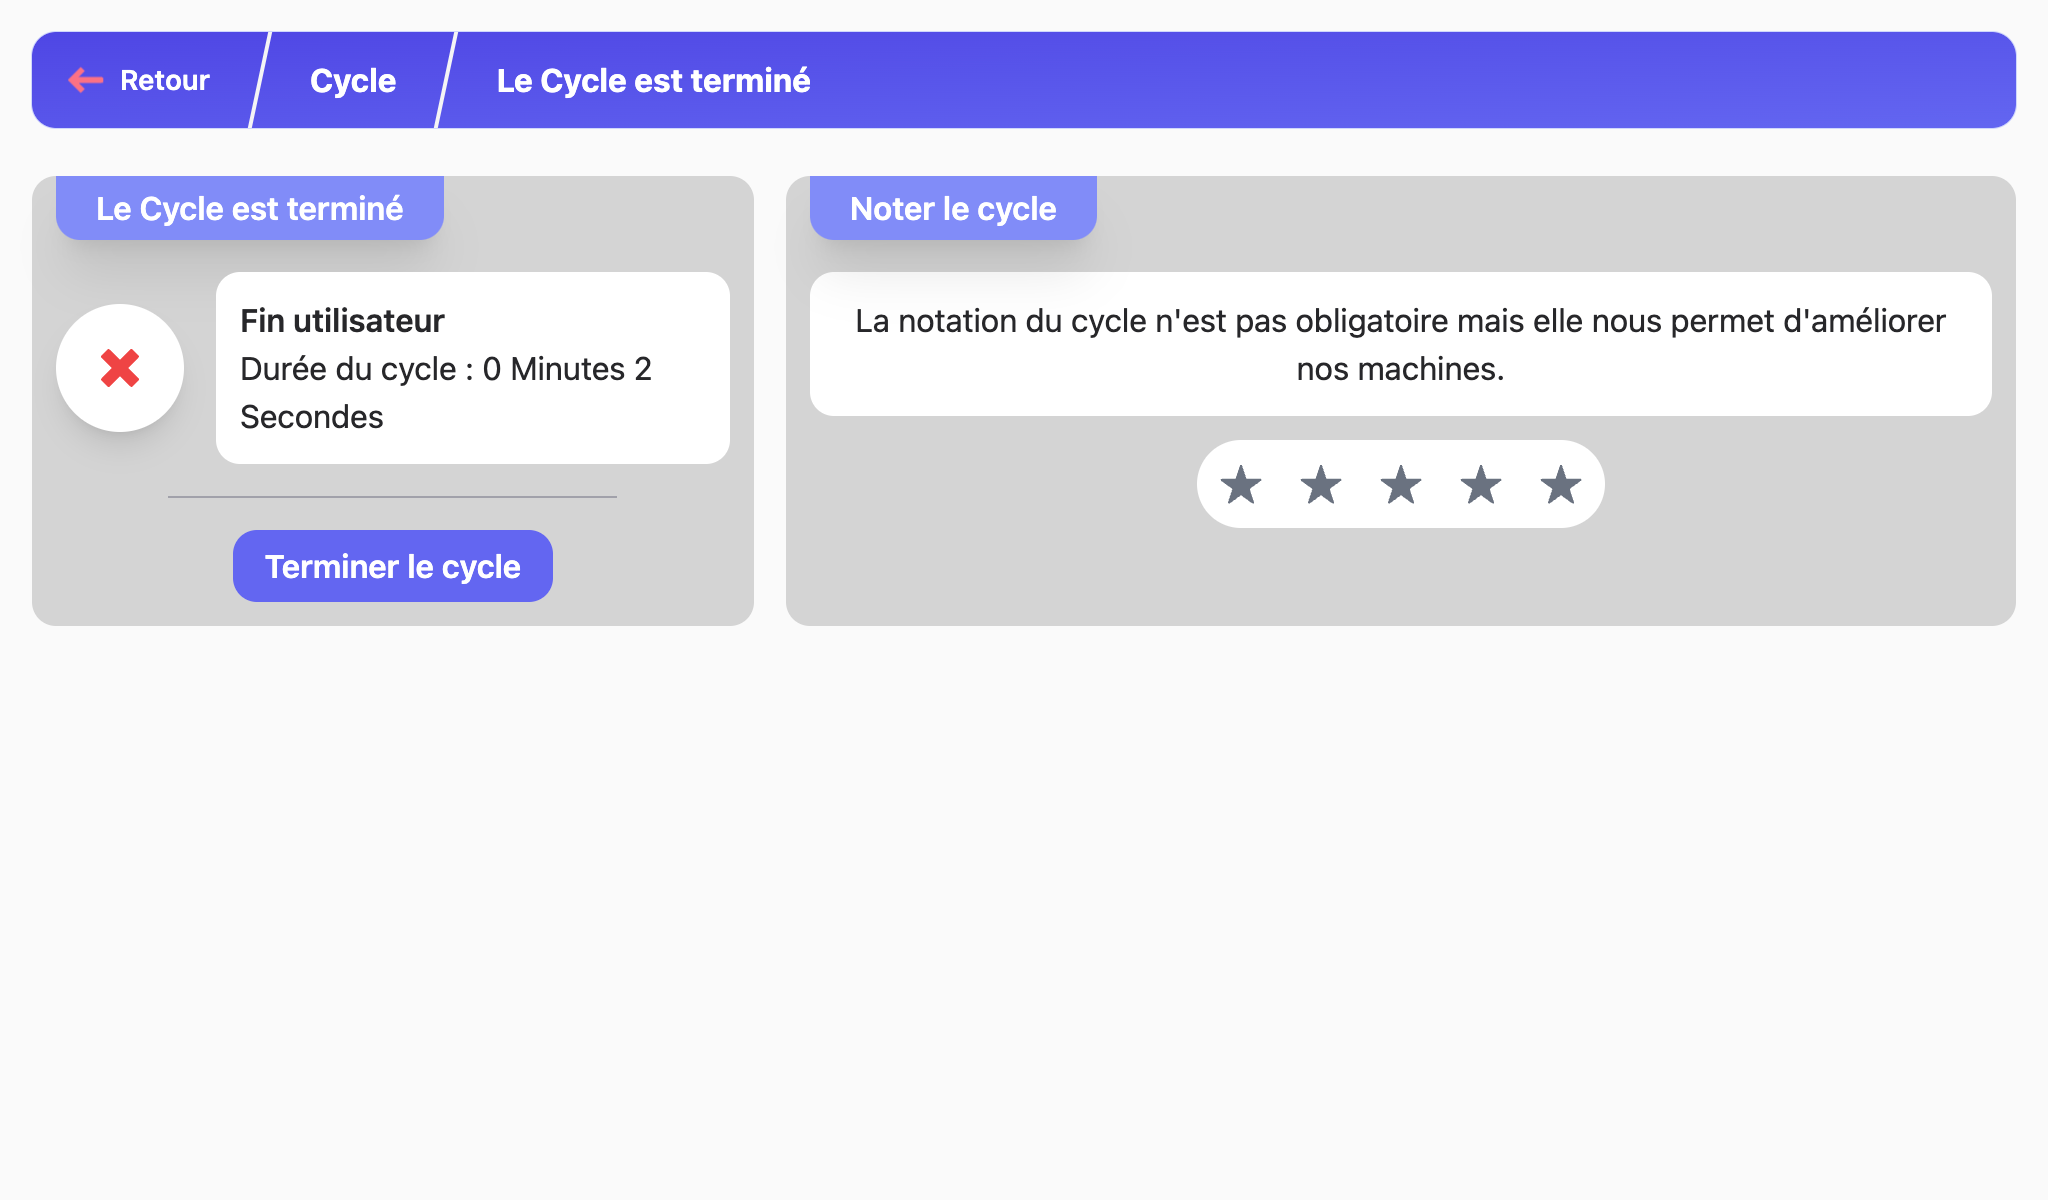 Retour
Cycle
Le Cycle est terminé
Le Cycle est terminé
Fin utilisateur
Durée du cycle : 0 Minutes 2
Secondes
Terminer le cycle
Noter le cycle
La notation du cycle n'est pas obligatoire mais elle nous permet d'améliorer
nos machines.